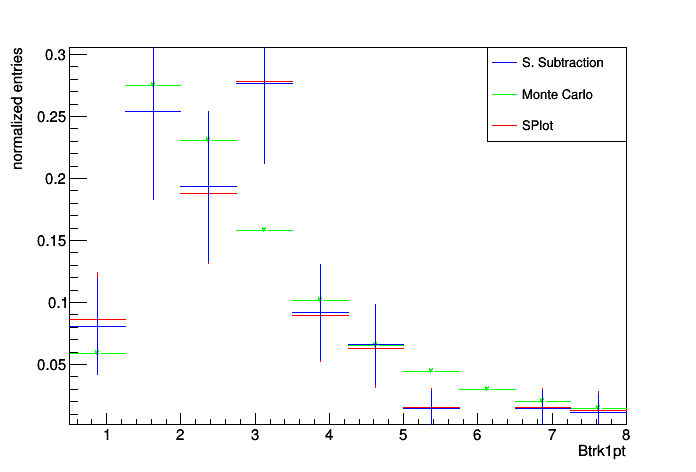 normalized entries
0.3
0.25
0.2
0.15
0.1
0.05
S. Subtraction
Monte Carlo
SPlot
1 2 3 4 5 6 7 8
Btrk1pt